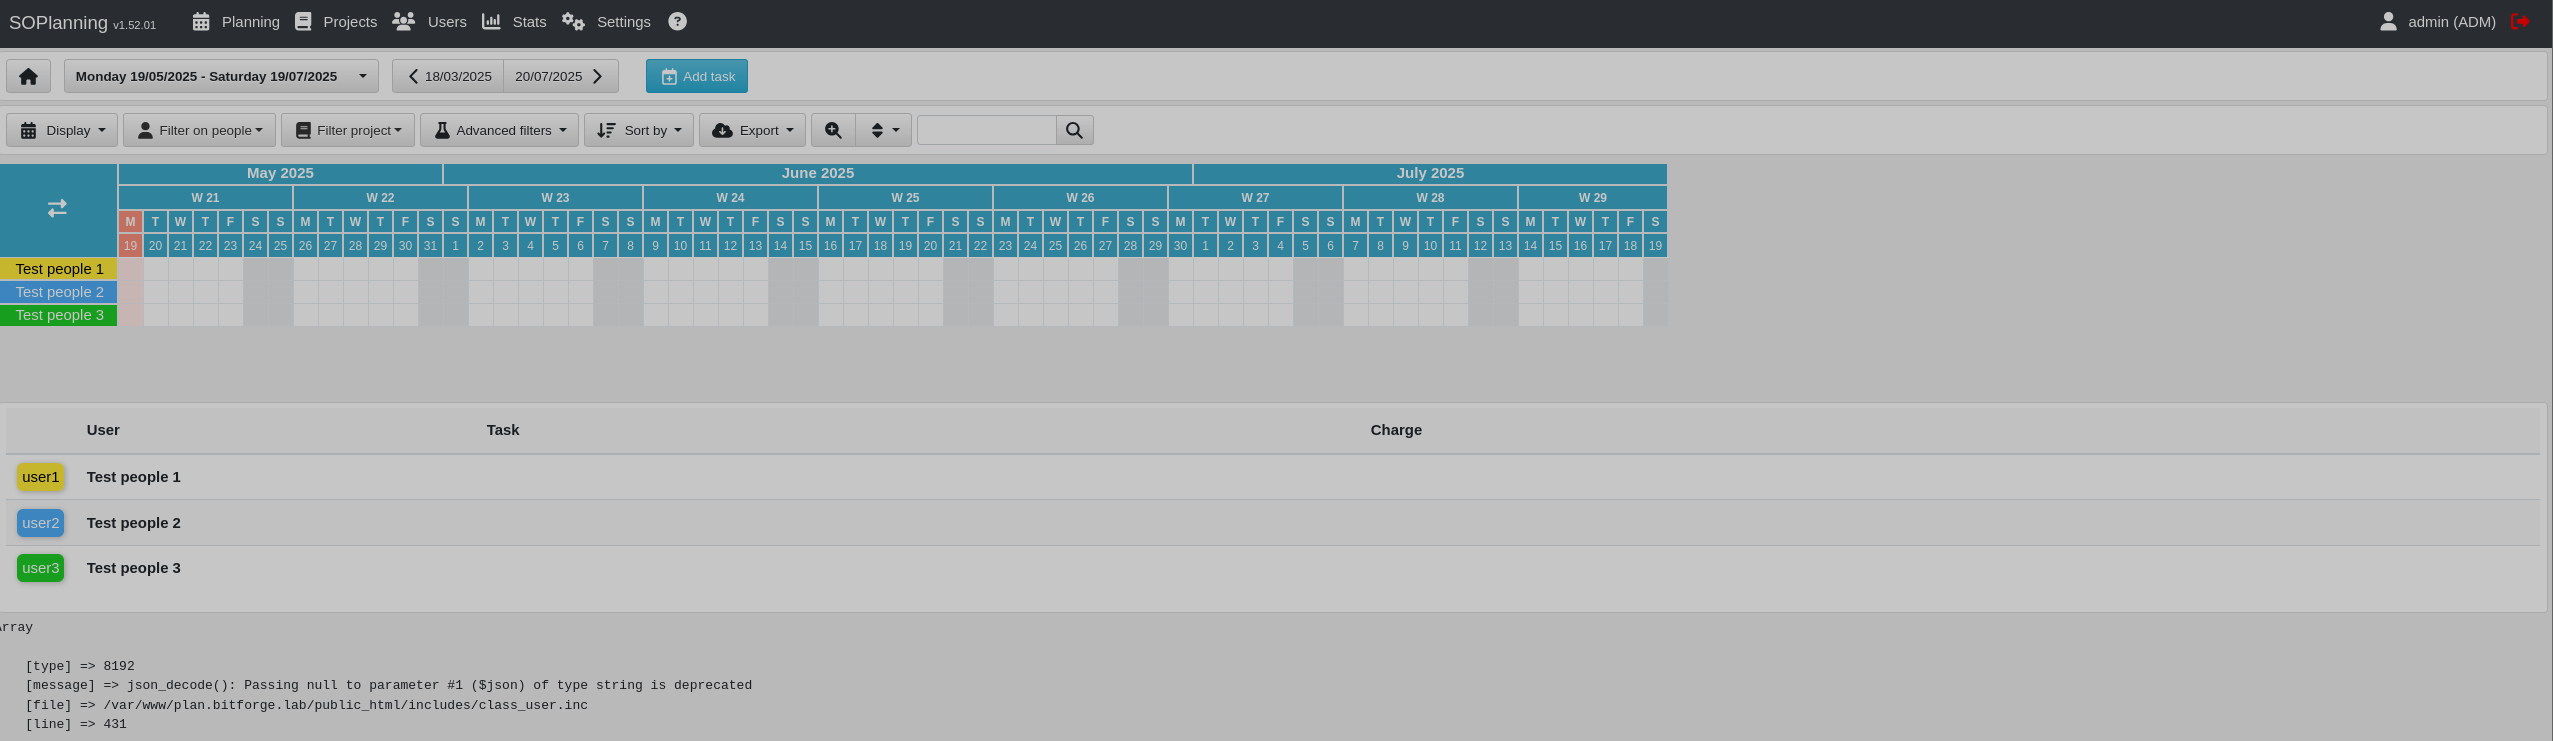 SOPlanning v1.52.01 Planning Projects Users Stats Settings admin (ADM)
Monday 19/05/2025 - Saturday 19/07/2025 18/03/2025 20/07/2025 Add task
Display Filter on people Filter project Advanced filters Sort by Export
May 2025 June 2025 July 2025
W 21 W 22 W 23 W 24 W 25 W 26 W 27 W 28 W 29
M T W T F S S M T W T F S S M T W T F S S M T W T F S S M T W T F S S M T W T F S S M T W T F S S M T W T F S S M T W T F S
19 20 21 22 23 24 25 26 27 28 29 30 31 1 2 3 4 5 6 7 8 9 10 11 12 13 14 15 16 17 18 19 20 21 22 23 24 25 26 27 28 29 30 1 2 3 4 5 6 7 8 9 10 11 12 13 14 15 16 17 18 19
Test people 1
Test people 2
Test people 3
User Task Charge
user1 Test people 1
user2 Test people 2
user3 Test people 3
Array
[type] => 8192
[message] => json_decode(): Passing null to parameter #1 ($json) of type string is deprecated
[file] => /var/www/plan.bitforge.lab/public_html/includes/class_user.inc
[line] => 431